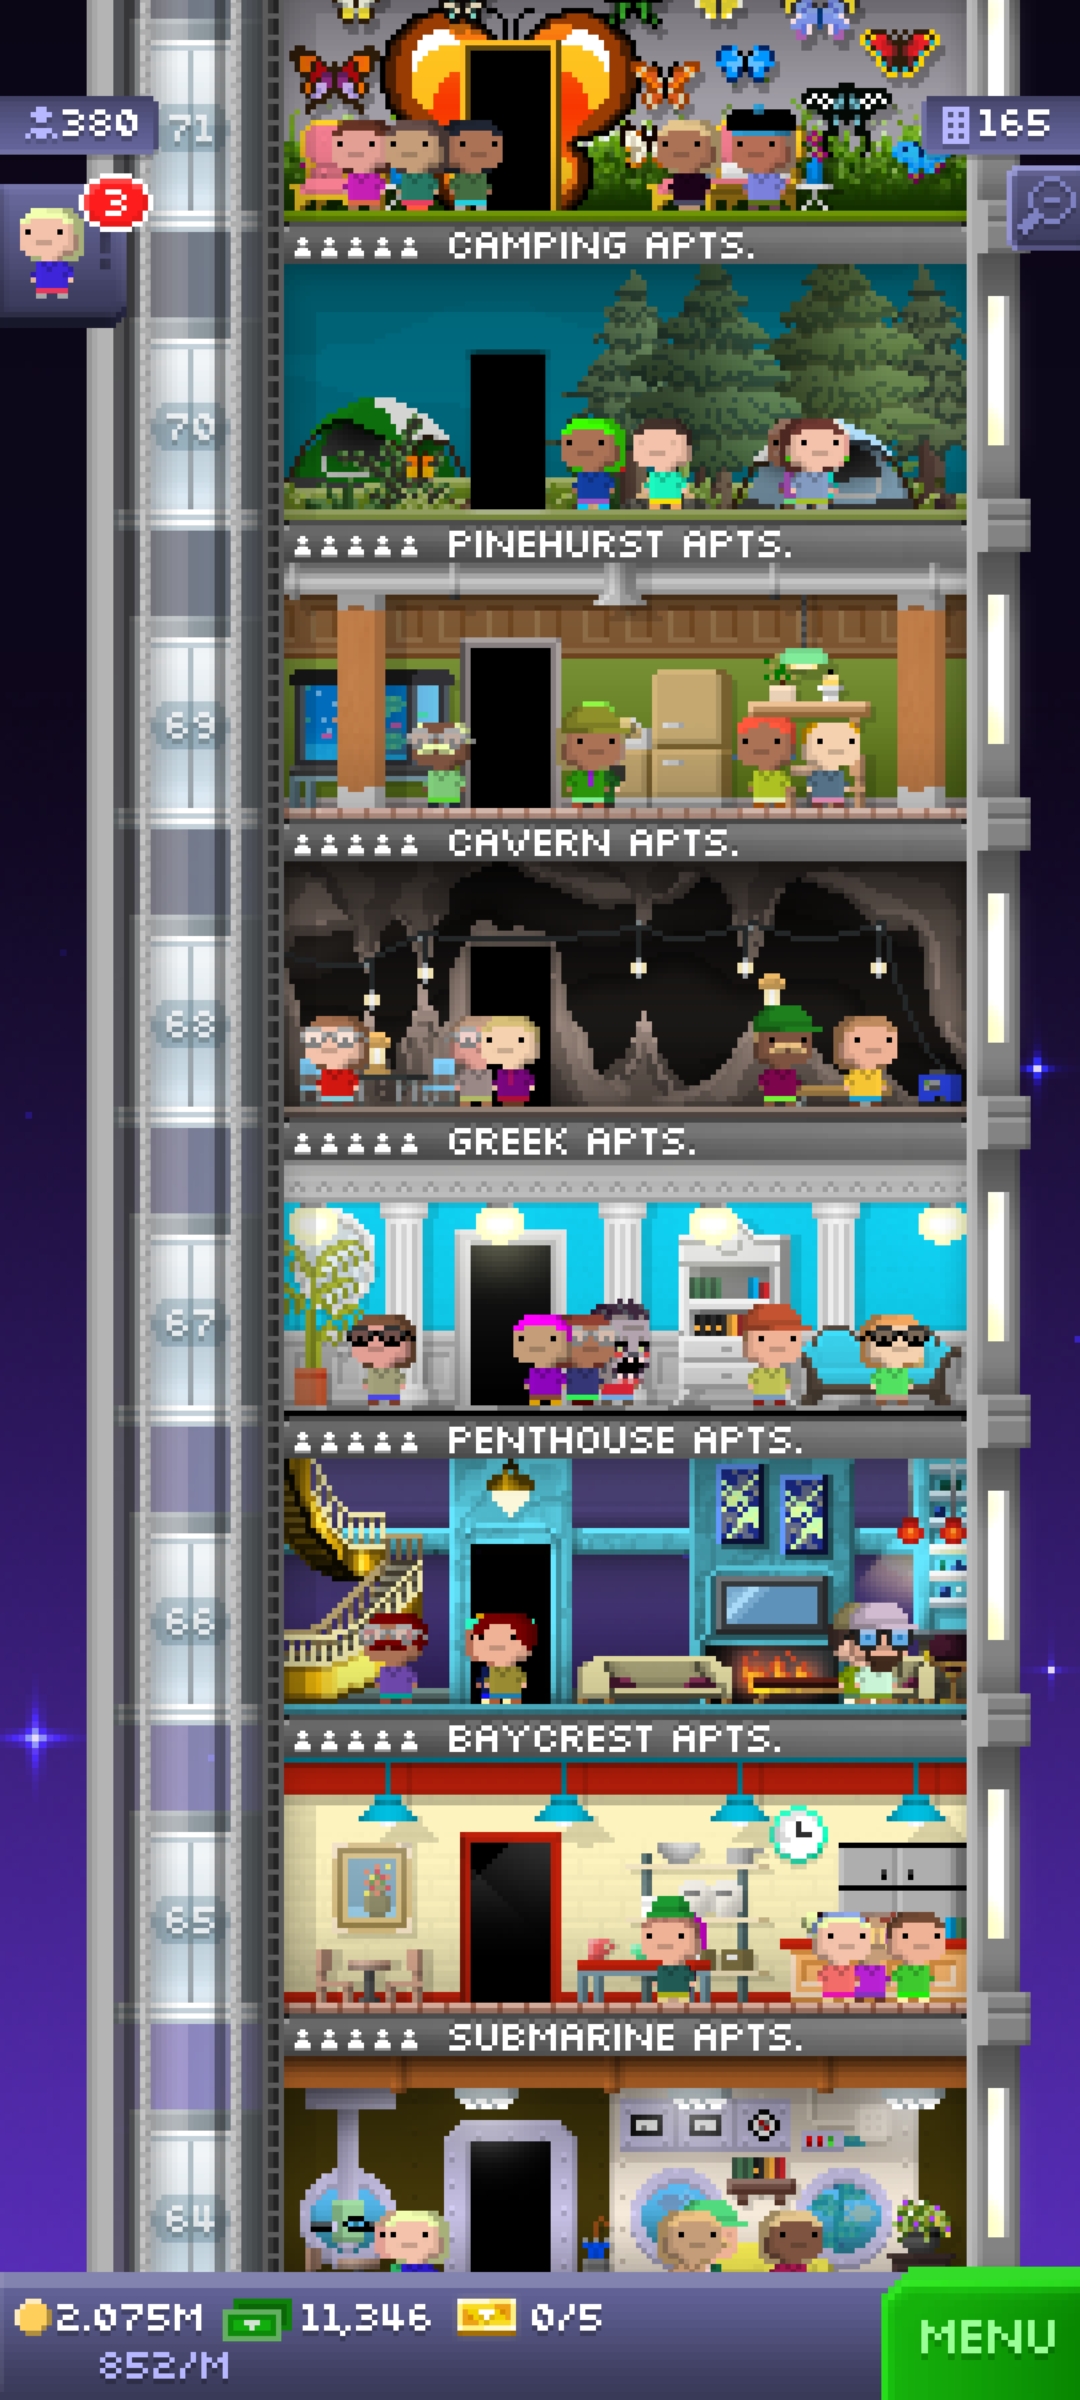 380
71
165
3
CAMPING APTS.
70
PINEHURST APTS.
69
CAVERN APTS.
68
GREEK APTS.
67
PENTHOUSE APTS.
66
BAYCREST APTS.
65
SUBMARINE APTS.
64
2.075M 11,346 0/5
852/M
MENU